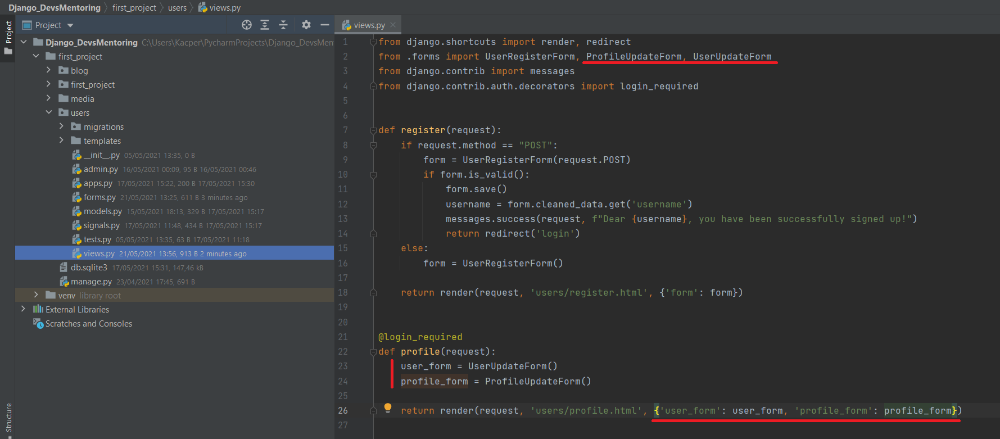 Django_DevsMentoring first_project users views.py
Project
Project
Structure
Django_DevsMentoring C:\Users\Kacper\PycharmProjects\Django_DevsMen
first_project
blog
first_project
media
users
migrations
templates
__init__.py 05/05/2021 13:35, 0 B
admin.py 16/05/2021 00:09, 95 B 16/05/2021 00:46
apps.py 17/05/2021 15:22, 200 B 17/05/2021 15:30
forms.py 21/05/2021 13:25, 611 B 3 minutes ago
models.py 15/05/2021 18:13, 329 B 17/05/2021 15:17
signals.py 17/05/2021 11:48, 434 B 17/05/2021 15:17
tests.py 05/05/2021 13:35, 63 B 17/05/2021 11:18
views.py 21/05/2021 13:56, 913 B 2 minutes ago
db.sqlite3 17/05/2021 15:31, 147,46 kB
manage.py 23/04/2021 17:45, 691 B
venv library root
External Libraries
Scratches and Consoles
views.py
1 from django.shortcuts import render, redirect
2 from .forms import UserRegisterForm, ProfileUpdateForm, UserUpdateForm
3 from django.contrib import messages
4 from django.contrib.auth.decorators import login_required
5
6
7 def register(request):
8     if request.method == "POST":
9         form = UserRegisterForm(request.POST)
10         if form.is_valid():
11             form.save()
12             username = form.cleaned_data.get('username')
13             messages.success(request, f"Dear {username}, you have been successfully signed up!")
14             return redirect('login')
15     else:
16         form = UserRegisterForm()
17
18     return render(request, 'users/register.html', {'form': form})
19
20
21 @login_required
22 def profile(request):
23     user_form = UserUpdateForm()
24     profile_form = ProfileUpdateForm()
25
26     return render(request, 'users/profile.html', {'user_form': user_form, 'profile_form': profile_form})
27